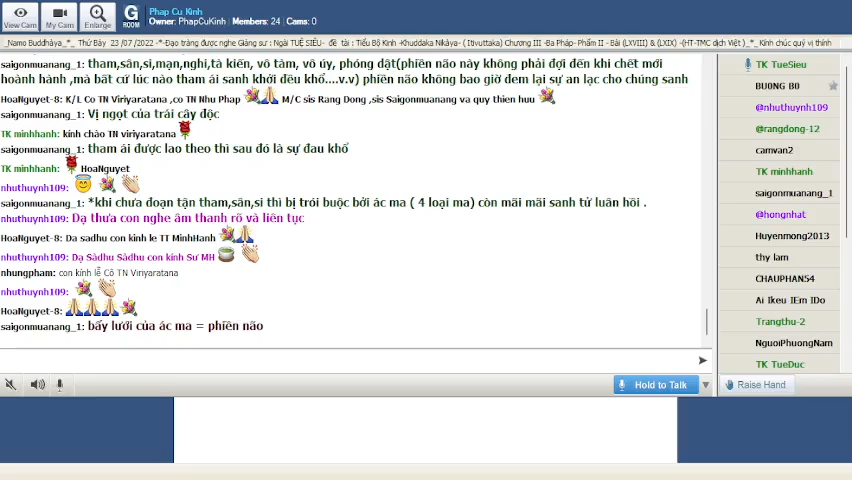 Phap Cu Kinh
Owner: PhapCuKinh | Members: 24 | Cams: 0
View Cam
My Cam
Enlarge
G
ROOM
_Namo Buddhàya_*_ Thứ Bảy 23 /07 /2022 -*-Đạo tràng được nghe Giảng sư : Ngài TUỆ SIÊU- đề tài : Tiểu Bộ Kinh -Khuddaka Nikàya- ( Itivuttaka) Chương III -Ba Pháp- Phẩm II - Bài (LXVIII) & (LXIX) -(HT-TMC dịch Việt ) _*_ Kính chúc quý vị thính
saigonmuanang_1: tham,sân,si,mạn,nghi,tà kiến, vô tàm, vô úy, phóng dật(phiền não này không phải đợi đến khi chết mới
hoành hành ,mà bất cứ lúc nào tham ái sanh khởi đều khổ....v.v) phiền não không bao giờ đem lại sự an lạc cho chúng sanh
HoaNguyet-8: K/L Co TN Viriyaratana ,co TN Nhu Phap M/C sis Rang Dong ,sis Saigonmuanang va quy thien huu
saigonmuanang_1: Vị ngọt của trái cây độc
TK minhhanh: kính chào TN viriyaratana
saigonmuanang_1: tham ái được lao theo thì sau đó là sự đau khổ
TK minhhanh: HoaNguyet
nhuthuynh109:
saigonmuanang_1: *khi chưa đoạn tận tham,sân,si thì bị trói buộc bởi ác ma ( 4 loại ma) còn mãi mãi sanh tử luân hồi .
nhuthuynh109: Dạ thưa con nghe âm thanh rõ và liên tục
HoaNguyet-8: Da sadhu con kinh le TT MinhHanh
nhuthuynh109: Dạ Sàdhu Sàdhu con kính Sư MH
nhungpham: con kính lễ Cô TN Viriyaratana
nhuthuynh109:
HoaNguyet-8:
saigonmuanang_1: bẫy lưới của ác ma = phiền não
TK TueSieu
BU0NG B0
@nhuthuynh109
@rangdong-12
camvan2
TK minhhanh
saigonmuanang_1
@hongnhat
Huyenmong2013
thy lam
CHAUPHAN54
Ai Ikeu IEm IDo
Trangthu-2
NguoiPhuongNam
TK TueDuc
Hold to Talk
Raise Hand